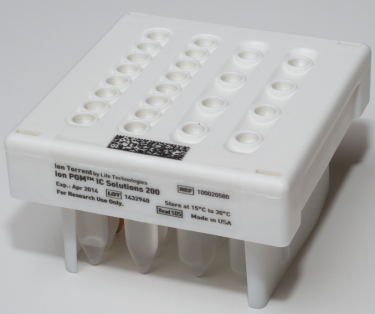 Ion Torrent by Life Technologies
Ion PGM™ IC Solutions 200
REF 100020580
Exp.: Apr 2014 LOT 1432940
Store at 15°C to 30°C
For Research Use Only.
Read SDS Made in USA